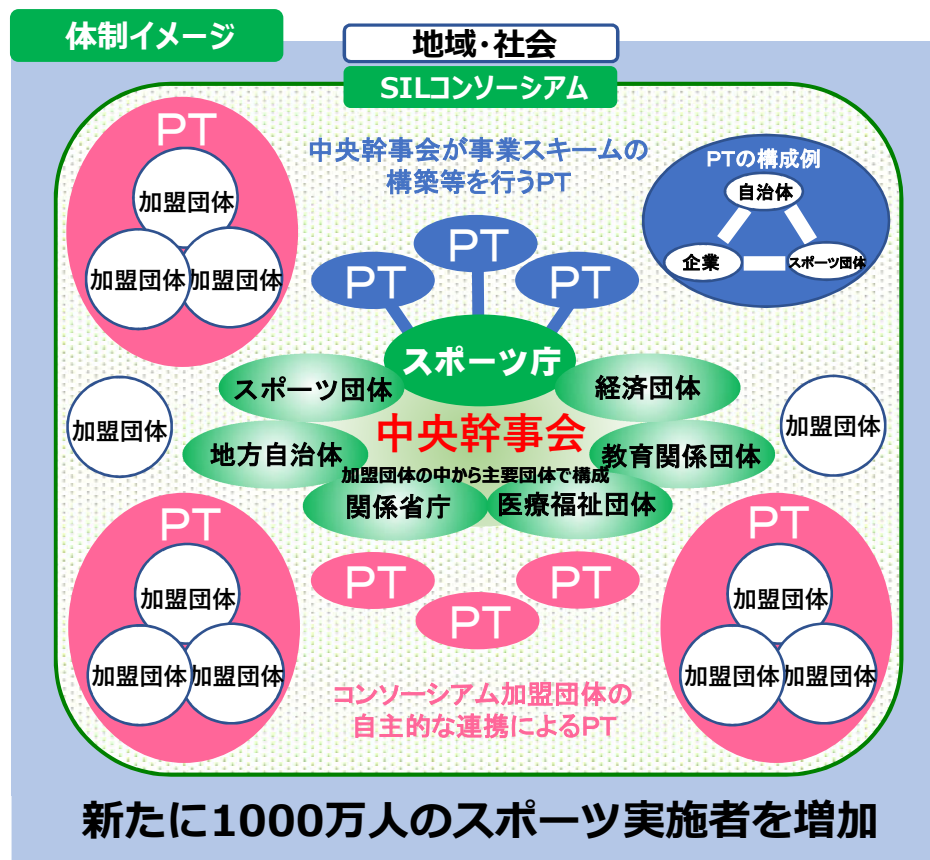 体制イメージ
地域・社会
SILコンソーシアム
PT
加盟団体
加盟団体
加盟団体
中央幹事会が事業スキームの
構築等を行うPT
PTの構成例
自治体
企業
スポーツ団体
PT
PT
PT
スポーツ庁
スポーツ団体
経済団体
中央幹事会
地方自治体
教育関係団体
加盟団体の中から主要団体で構成
関係省庁
医療福祉団体
加盟団体
加盟団体
PT
加盟団体
加盟団体
加盟団体
PT
PT
PT
コンソーシアム加盟団体の
自主的な連携によるPT
PT
加盟団体
加盟団体
加盟団体
新たに1000万人のスポーツ実施者を増加